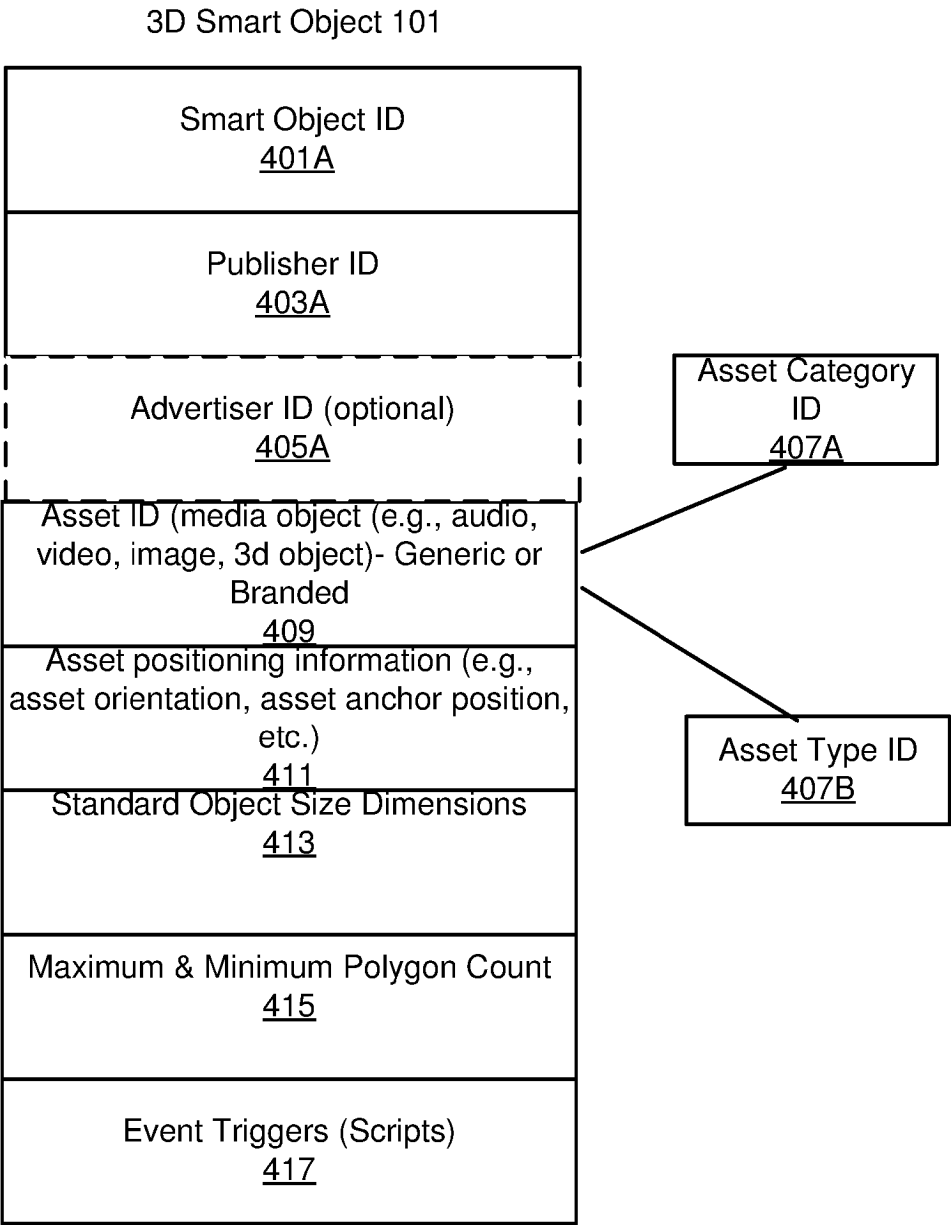 3D Smart Object 101
Smart Object ID
401A
Publisher ID
403A
Advertiser ID (optional)
405A
Asset ID (media object (e.g., audio,
video, image, 3d object)- Generic or
Branded
409
Asset positioning information (e.g.,
asset orientation, asset anchor position,
etc.)
411
Standard Object Size Dimensions
413
Maximum & Minimum Polygon Count
415
Event Triggers (Scripts)
417
Asset Category
ID
407A
Asset Type ID
407B